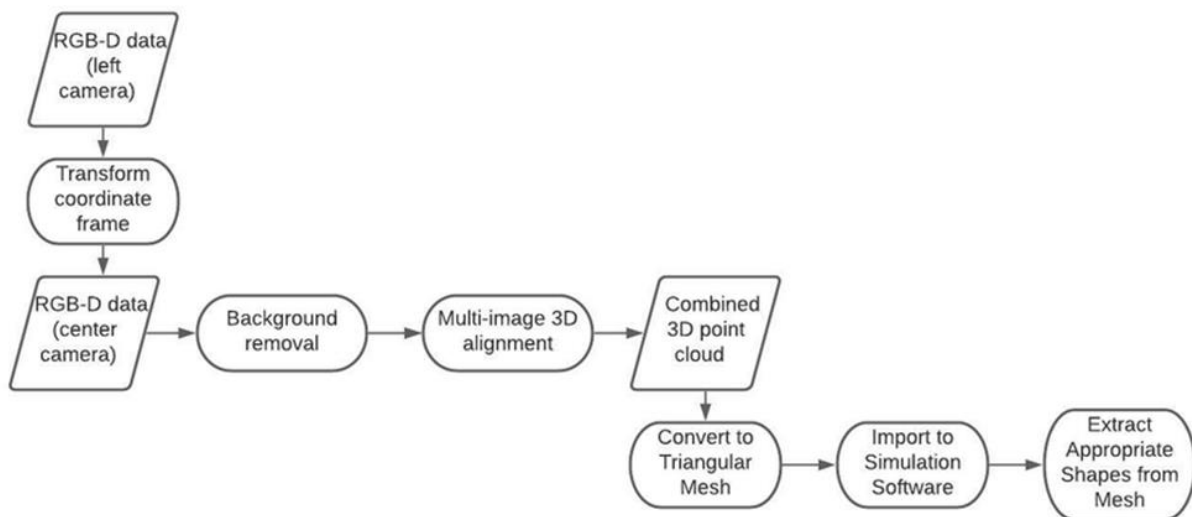 RGB-D data
(left
camera)
Transform
coordinate
frame
RGB-D data
(center
camera)
Background
removal
Multi-image 3D
alignment
Combined
3D point
cloud
Convert to
Triangular
Mesh
Import to
Simulation
Software
Extract
Appropriate
Shapes from
Mesh